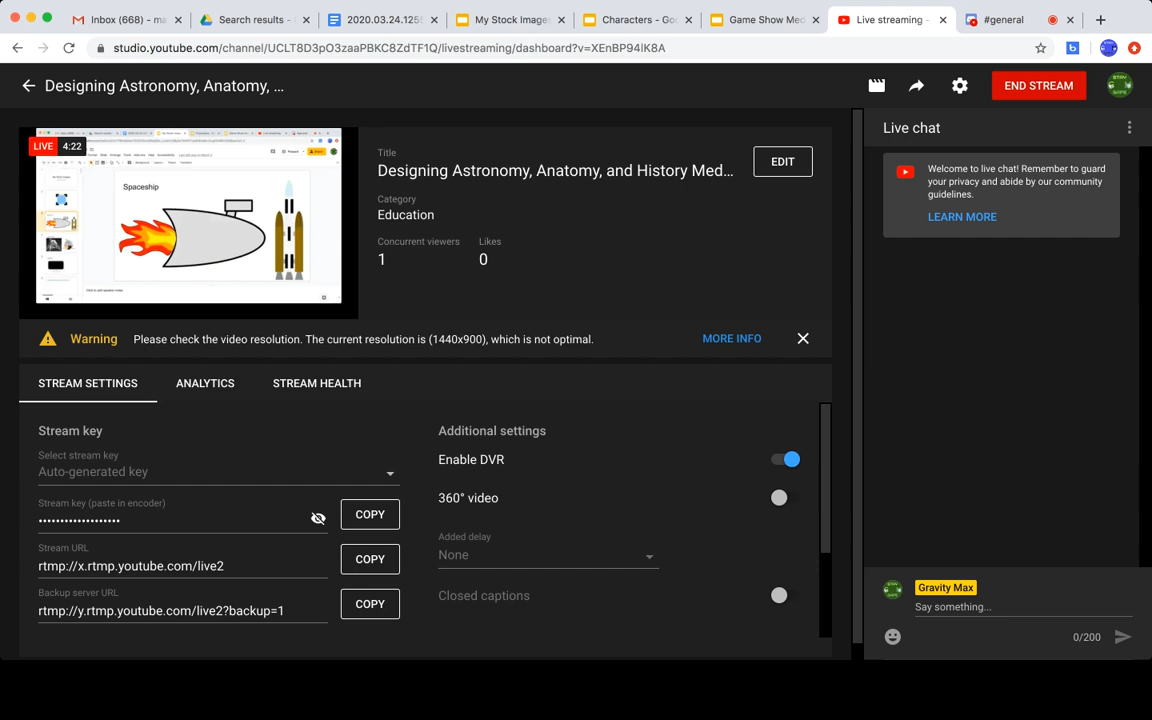 Inbox (668) - ma
Search results -
2020.03.24.125
My Stock Images
Characters - Goo
Game Show Med
Live streaming -
#general
studio.youtube.com/channel/UCLT8D3pO3zaaPBKC8ZdTF1Q/livestreaming/dashboard?v=XEnBP94lK8A
Designing Astronomy, Anatomy, ...
END STREAM
LIVE 4:22
Spaceship
Title
Designing Astronomy, Anatomy, and History Med...
EDIT
Category
Education
Concurrent viewers
Likes
1
0
Warning
Please check the video resolution. The current resolution is (1440x900), which is not optimal.
MORE INFO
STREAM SETTINGS
ANALYTICS
STREAM HEALTH
Stream key
Select stream key
Auto-generated key
Stream key (paste in encoder)
•••••••••••••••••••
COPY
Stream URL
rtmp://x.rtmp.youtube.com/live2
COPY
Backup server URL
rtmp://y.rtmp.youtube.com/live2?backup=1
COPY
Additional settings
Enable DVR
360° video
Added delay
None
Closed captions
Live chat
Welcome to live chat! Remember to guard
your privacy and abide by our community
guidelines.
LEARN MORE
Gravity Max
Say something...
0/200